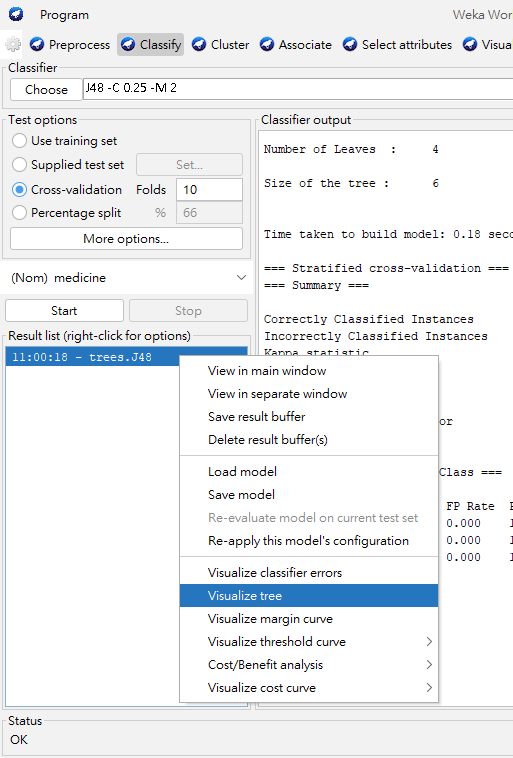 Program
Weka Wor
Preprocess Classify Cluster Associate Select attributes Visua
Classifier
Choose J48 -C 0.25 -M 2
Test options
Use training set
Supplied test set Set...
Cross-validation Folds 10
Percentage split % 66
More options...
(Nom) medicine
Start Stop
Result list (right-click for options)
11:00:18 - trees.J48
Classifier output
Number of Leaves : 4
Size of the tree : 6
Time taken to build model: 0.18 seco
=== Stratified cross-validation ===
=== Summary ===
Correctly Classified Instances
Incorrectly Classified Instances
Kappa statistic
or
Class ===
FP Rate
0.000
0.000
0.000
View in main window
View in separate window
Save result buffer
Delete result buffer(s)
Load model
Save model
Re-evaluate model on current test set
Re-apply this model's configuration
Visualize classifier errors
Visualize tree
Visualize margin curve
Visualize threshold curve
Cost/Benefit analysis
Visualize cost curve
Status
OK